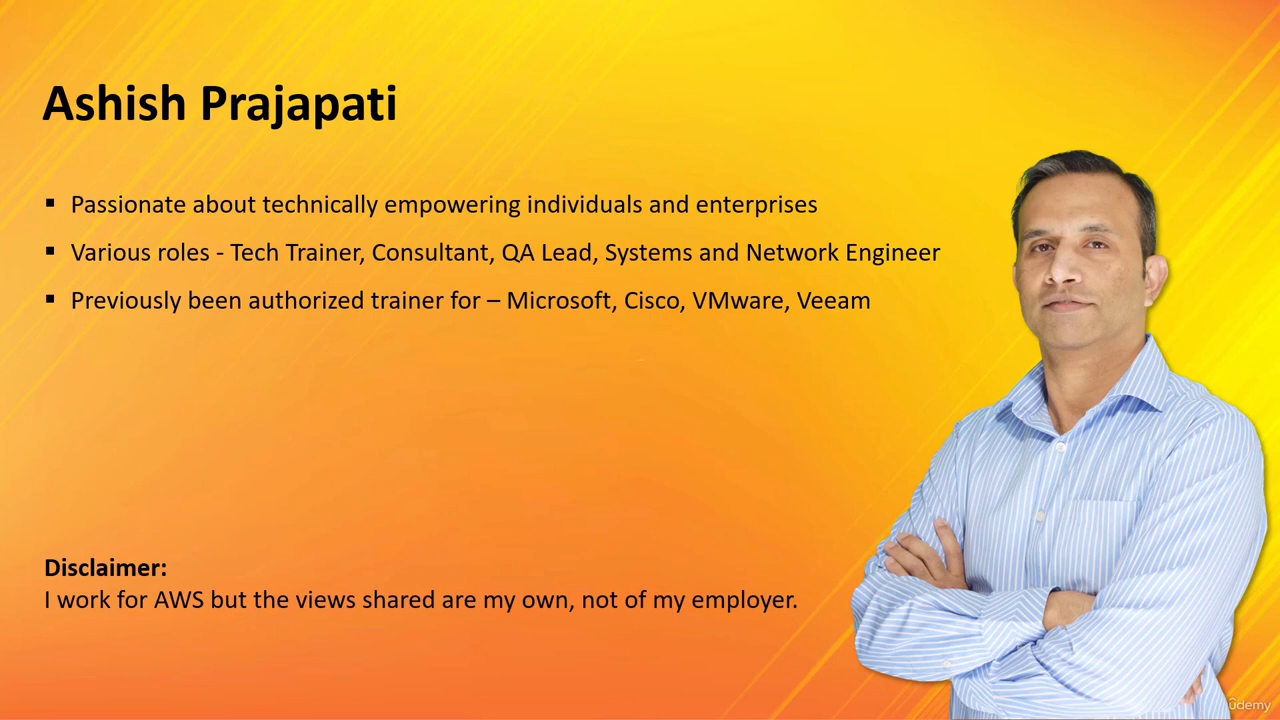 Ashish Prajapati
▪ Passionate about technically empowering individuals and enterprises
▪ Various roles - Tech Trainer, Consultant, QA Lead, Systems and Network Engineer
▪ Previously been authorized trainer for – Microsoft, Cisco, VMware, Veeam
Disclaimer:
I work for AWS but the views shared are my own, not of my employer.
ûdemy